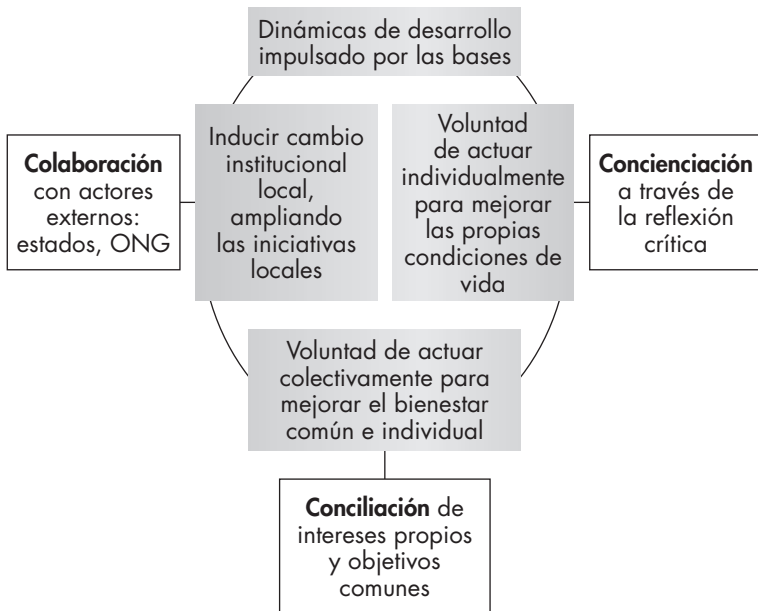 Dinámicas de desarrollo
impulsado por las bases
Colaboración
con actores
externos:
estados, ONG
Inducir cambio
institucional
local,
ampliando
las iniciativas
locales
Voluntad
de actuar
individualmente
para mejorar
las propias
condiciones de
vida
Concienciación
a través de
la reflexión
crítica
Voluntad de actuar
colectivamente para
mejorar el bienestar
común e individual
Conciliación de
intereses propios
y objetivos
comunes